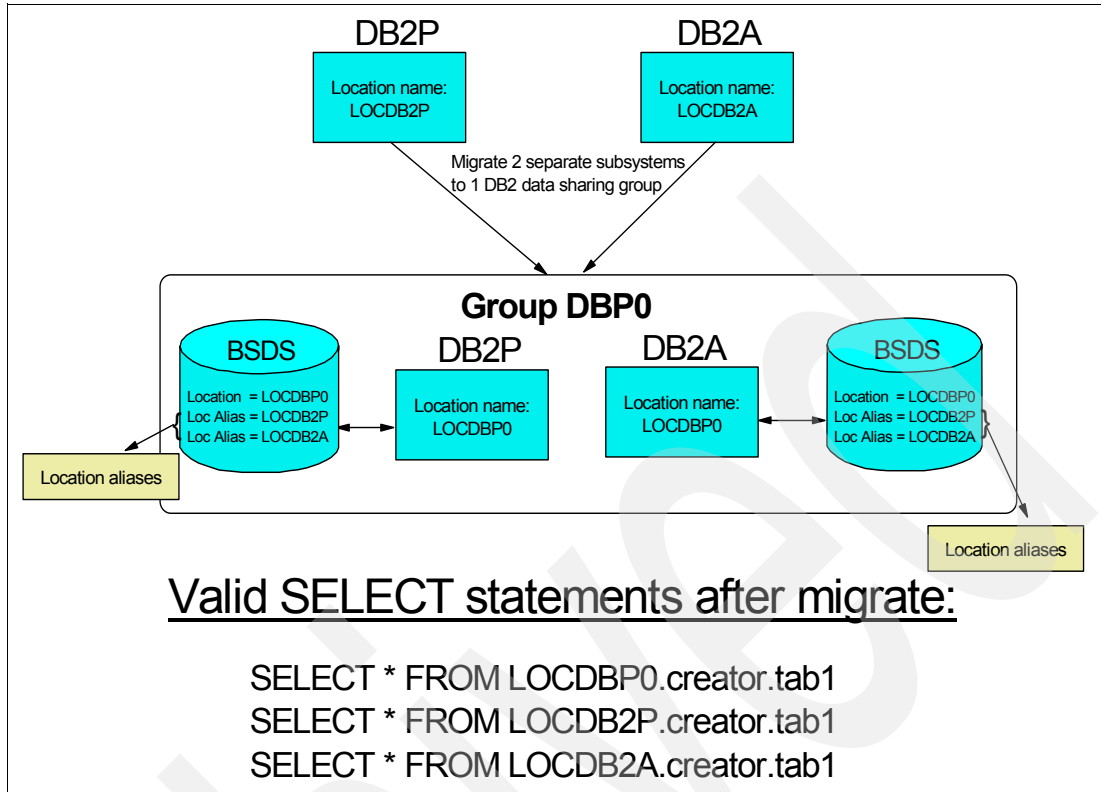 DB2P
DB2A
Location name:
LOCDB2P
Location name:
LOCDB2A
Migrate 2 separate subsystems
to 1 DB2 data sharing group
Group DBP0
BSDS
DB2P
DB2A
BSDS
Location = LOCDBP0
Loc Alias = LOCDB2P
Loc Alias = LOCDB2A
Location name:
LOCDBP0
Location name:
LOCDBP0
Location = LOCDBP0
Loc Alias = LOCDB2P
Loc Alias = LOCDB2A
Location aliases
Location aliases
Valid SELECT statements after migrate:
SELECT * FROM LOCDBP0.creator.tab1
SELECT * FROM LOCDB2P.creator.tab1
SELECT * FROM LOCDB2A.creator.tab1